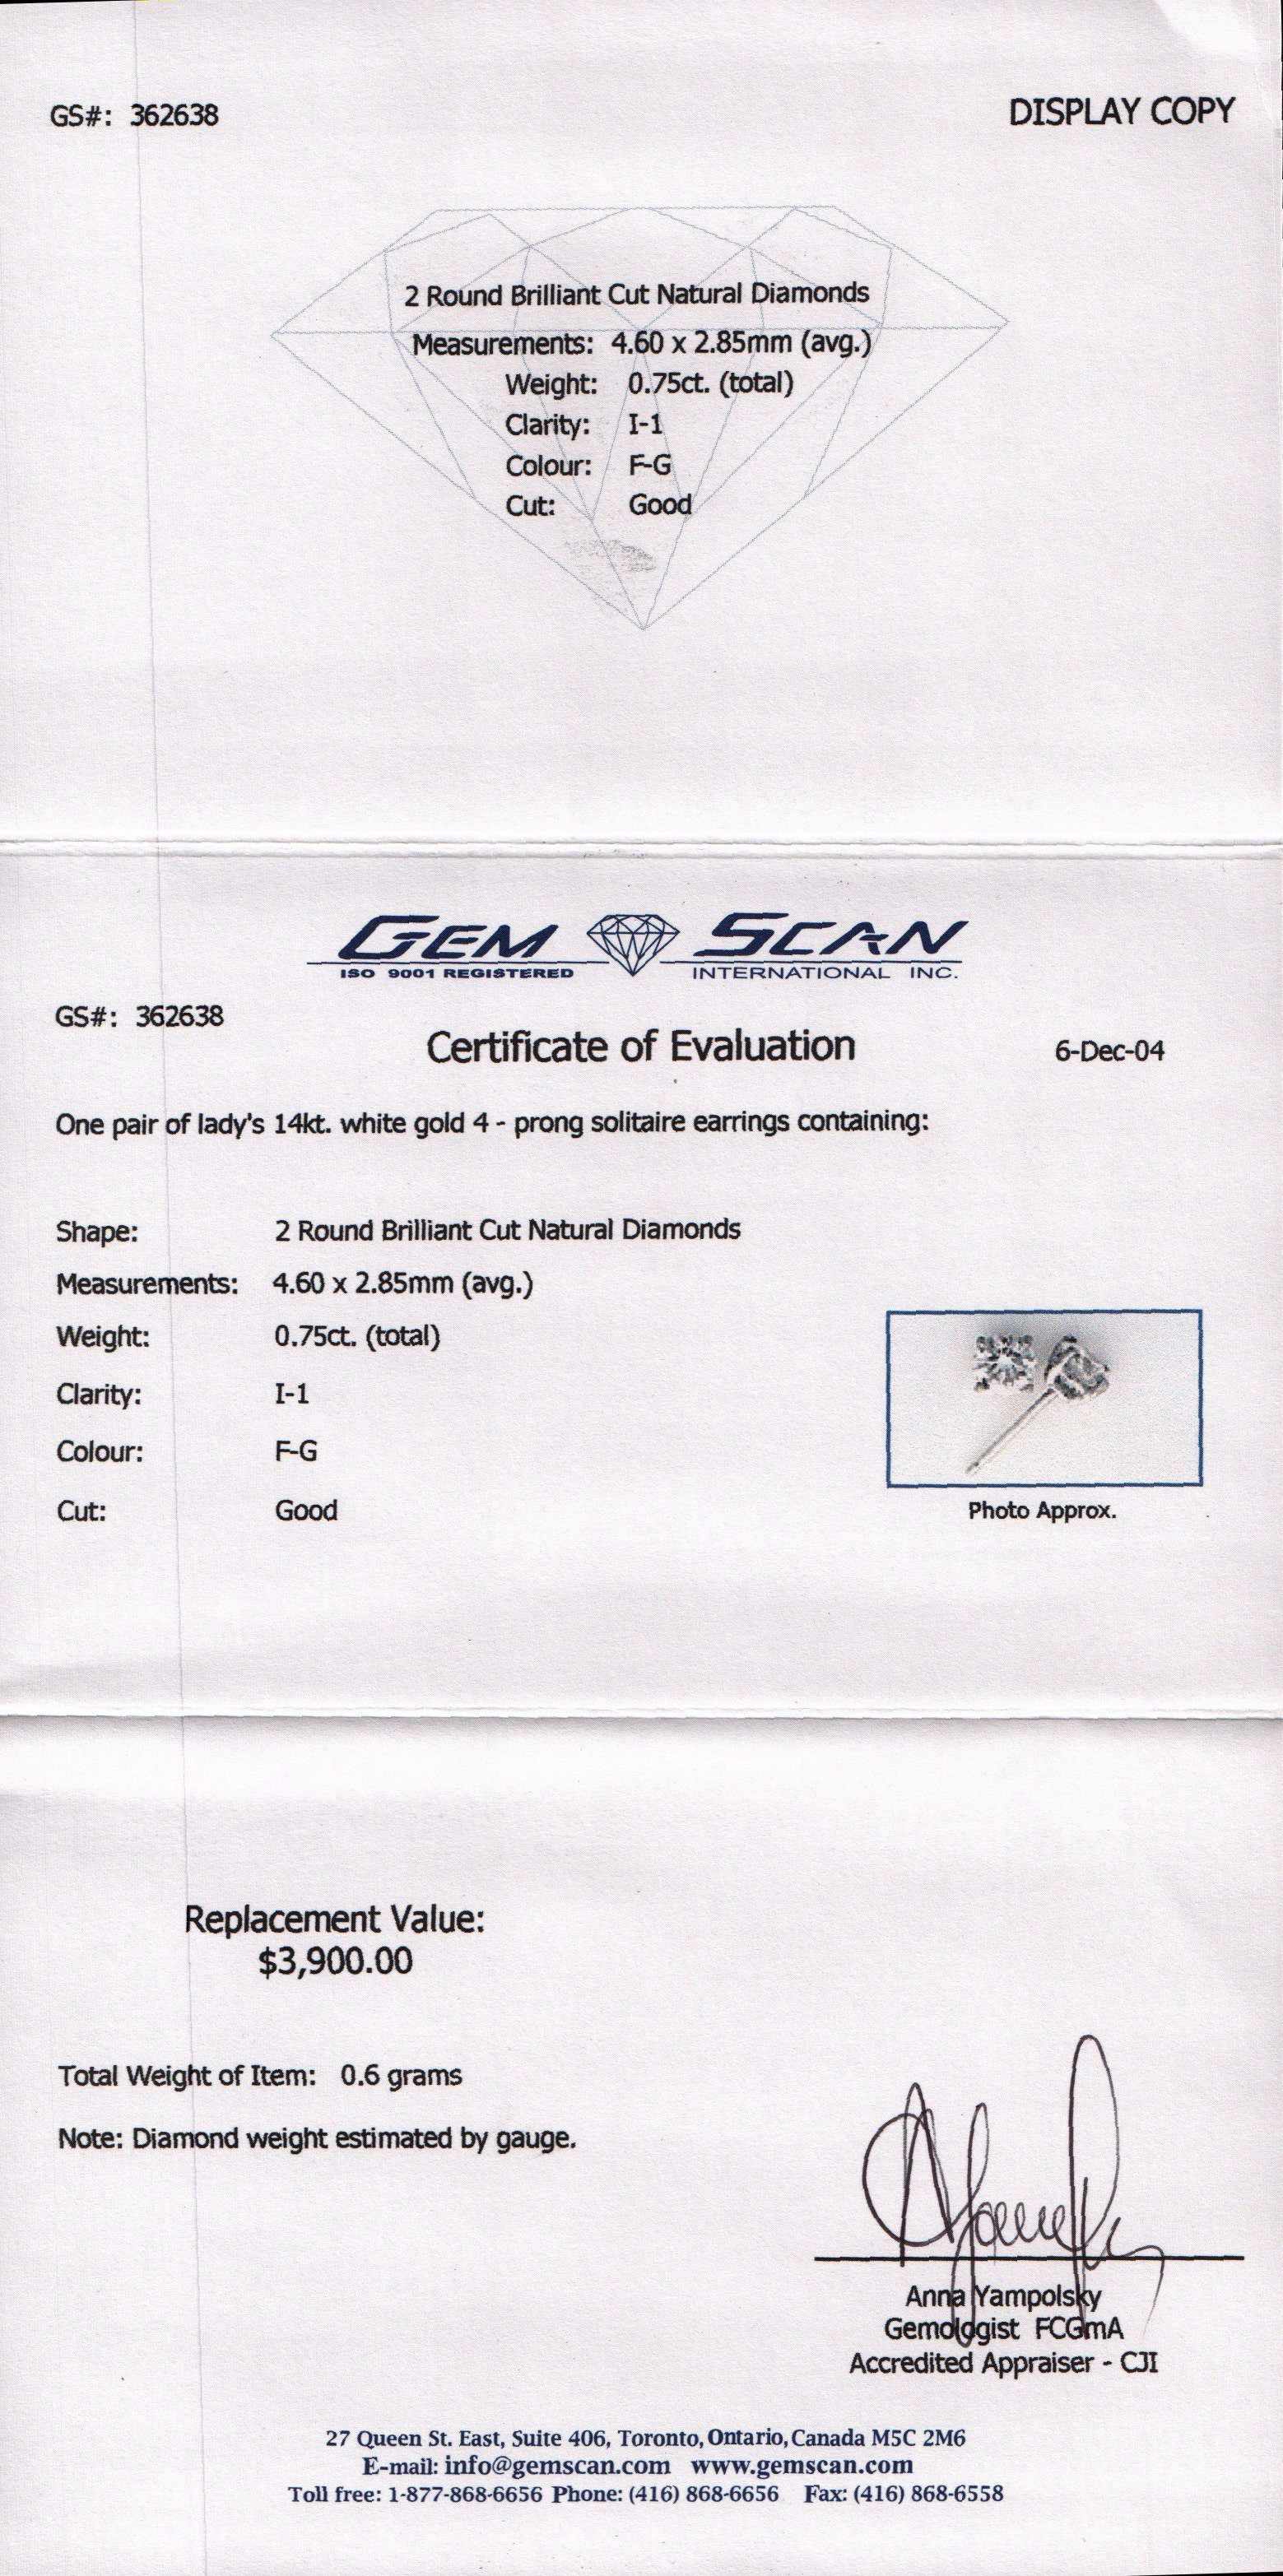 GS#: 362638
DISPLAY COPY
2 Round Brilliant Cut Natural Diamonds
Measurements: 4.60 x 2.85mm (avg.)
Weight: 0.75ct. (total)
Clarity: I-1
Colour: F-G
Cut: Good
GEM SCAN
ISO 9001 REGISTERED INTERNATIONAL INC.
GS#: 362638
Certificate of Evaluation
6-Dec-04
One pair of lady's 14kt. white gold 4 - prong solitaire earrings containing:
Shape: 2 Round Brilliant Cut Natural Diamonds
Measurements: 4.60 x 2.85mm (avg.)
Weight: 0.75ct. (total)
Clarity: I-1
Colour: F-G
Cut: Good
Photo Approx.
Replacement Value:
$3,900.00
Total Weight of Item: 0.6 grams
Note: Diamond weight estimated by gauge.
Anna Yampolsky
Gemologist FCGmA
Accredited Appraiser - CJI
27 Queen St. East, Suite 406, Toronto, Ontario, Canada M5C 2M6
E-mail: info@gemscan.com www.gemscan.com
Toll free: 1-877-868-6656 Phone: (416) 868-6656 Fax: (416) 868-6558